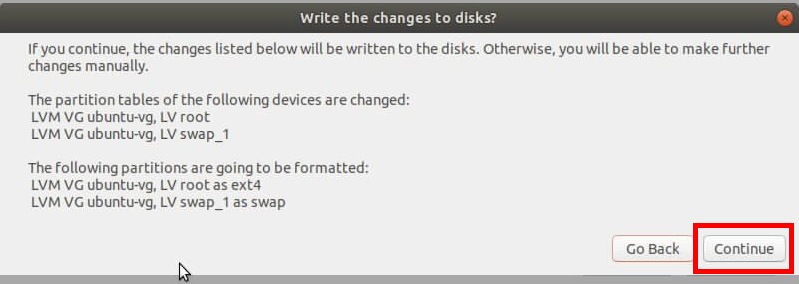 Write the changes to disks?
If you continue, the changes listed below will be written to the disks. Otherwise, you will be able to make further
changes manually.
The partition tables of the following devices are changed:
LVM VG ubuntu-vg, LV root
LVM VG ubuntu-vg, LV swap_1
The following partitions are going to be formatted:
LVM VG ubuntu-vg, LV root as ext4
LVM VG ubuntu-vg, LV swap_1 as swap
Go Back Continue